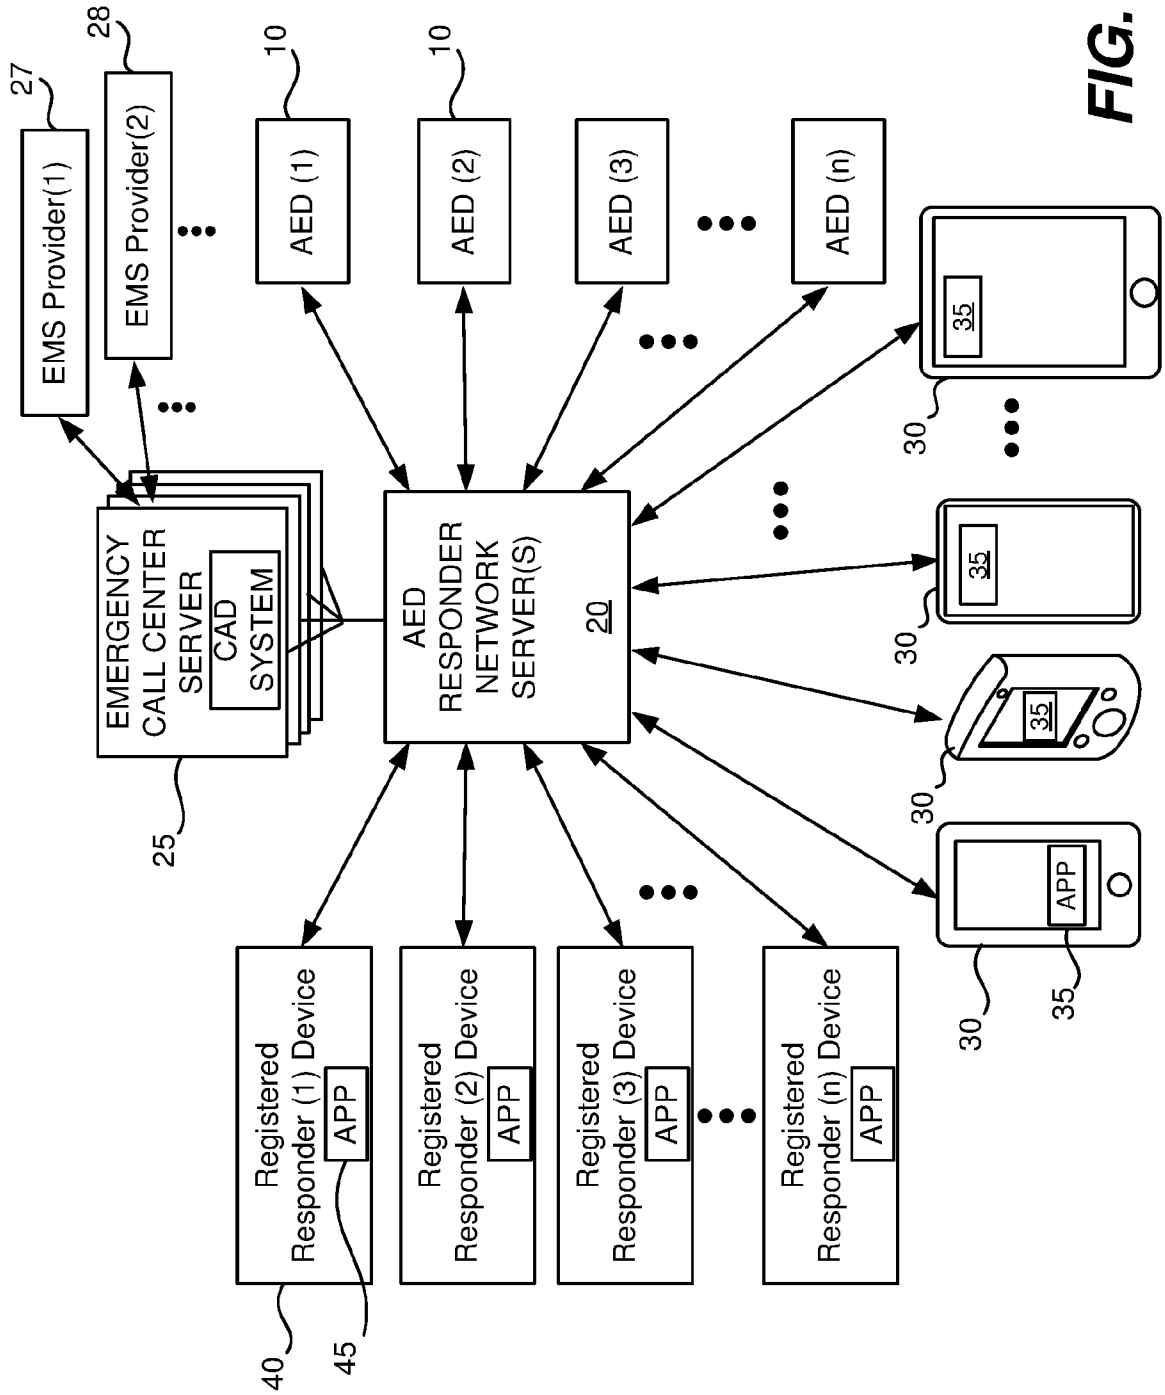 27
EMS Provider(1)
28
EMS Provider(2)
EMERGENCY
CALL CENTER
SERVER
CAD
SYSTEM
25
10
AED (1)
10
AED (2)
AED (3)
AED (n)
AED
RESPONDER
NETWORK
SERVER(S)
20
Registered
Responder (1) Device
APP
40
45
Registered
Responder (2) Device
APP
Registered
Responder (3) Device
APP
Registered
Responder (n) Device
APP
30
APP
35
30
35
30
35
30
35
FIG.